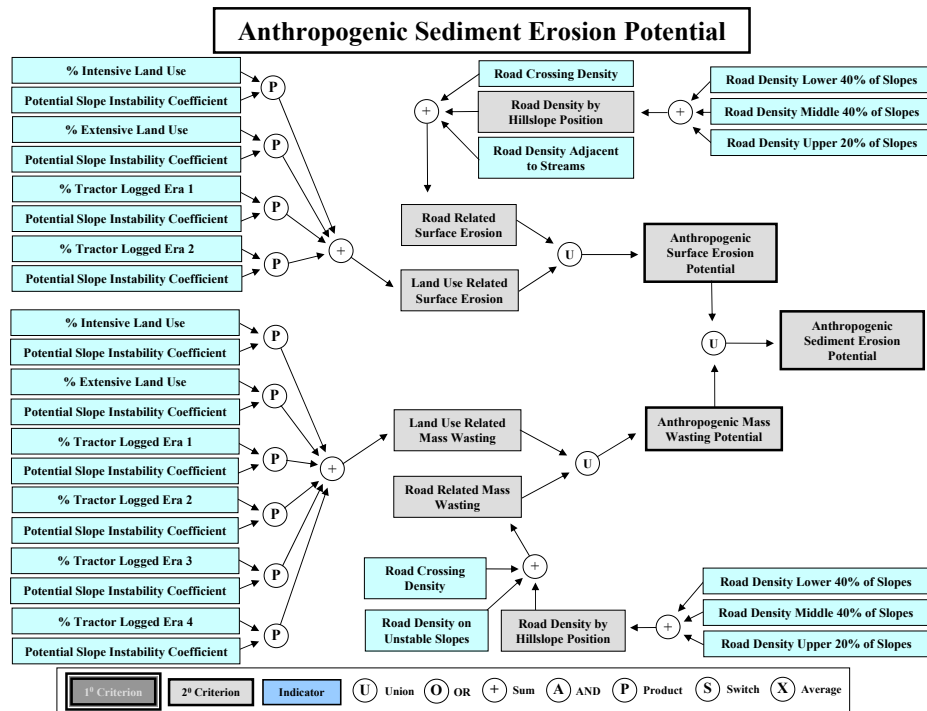 Anthropogenic Sediment Erosion Potential
% Intensive Land Use
Potential Slope Instability Coefficient
P
% Extensive Land Use
Potential Slope Instability Coefficient
P
% Tractor Logged Era 1
Potential Slope Instability Coefficient
P
% Tractor Logged Era 2
Potential Slope Instability Coefficient
P
+
Road Crossing Density
Road Density by
Hillslope Position
Road Density Adjacent
to Streams
+
Road Density Lower 40% of Slopes
Road Density Middle 40% of Slopes
Road Density Upper 20% of Slopes
+
Road Related
Surface Erosion
Land Use Related
Surface Erosion
U
Anthropogenic
Surface Erosion
Potential
U
Anthropogenic
Sediment Erosion
Potential
% Intensive Land Use
Potential Slope Instability Coefficient
P
% Extensive Land Use
Potential Slope Instability Coefficient
P
% Tractor Logged Era 1
Potential Slope Instability Coefficient
P
% Tractor Logged Era 2
Potential Slope Instability Coefficient
P
% Tractor Logged Era 3
Potential Slope Instability Coefficient
P
% Tractor Logged Era 4
Potential Slope Instability Coefficient
P
+
Land Use Related
Mass Wasting
Road Related Mass
Wasting
U
Anthropogenic Mass
Wasting Potential
Road Crossing
Density
Road Density on
Unstable Slopes
Road Density by
Hillslope Position
+
Road Density Lower 40% of Slopes
Road Density Middle 40% of Slopes
Road Density Upper 20% of Slopes
+
1⁰ Criterion
2⁰ Criterion
Indicator
U Union
O OR
+ Sum
A AND
P Product
S Switch
X Average